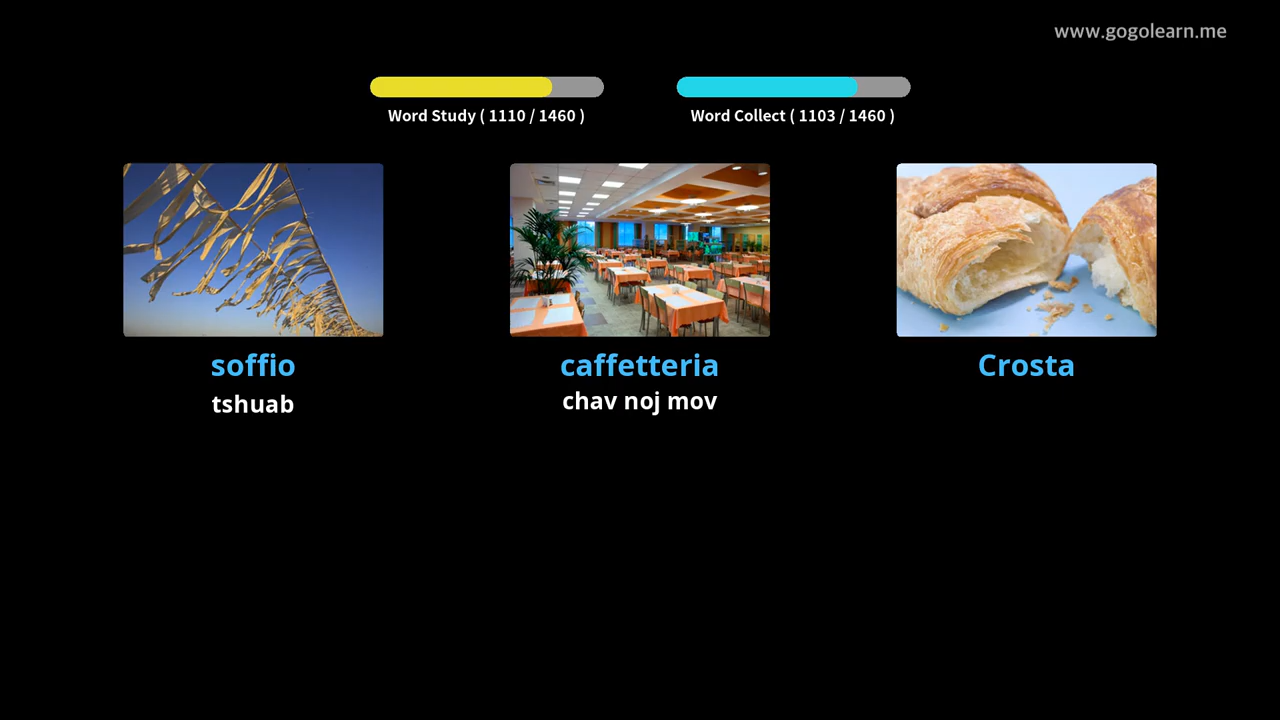 www.gogolearn.me
Word Study ( 1110 / 1460 )
Word Collect ( 1103 / 1460 )
soffio
tshuab
caffetteria
chav noj mov
Crosta